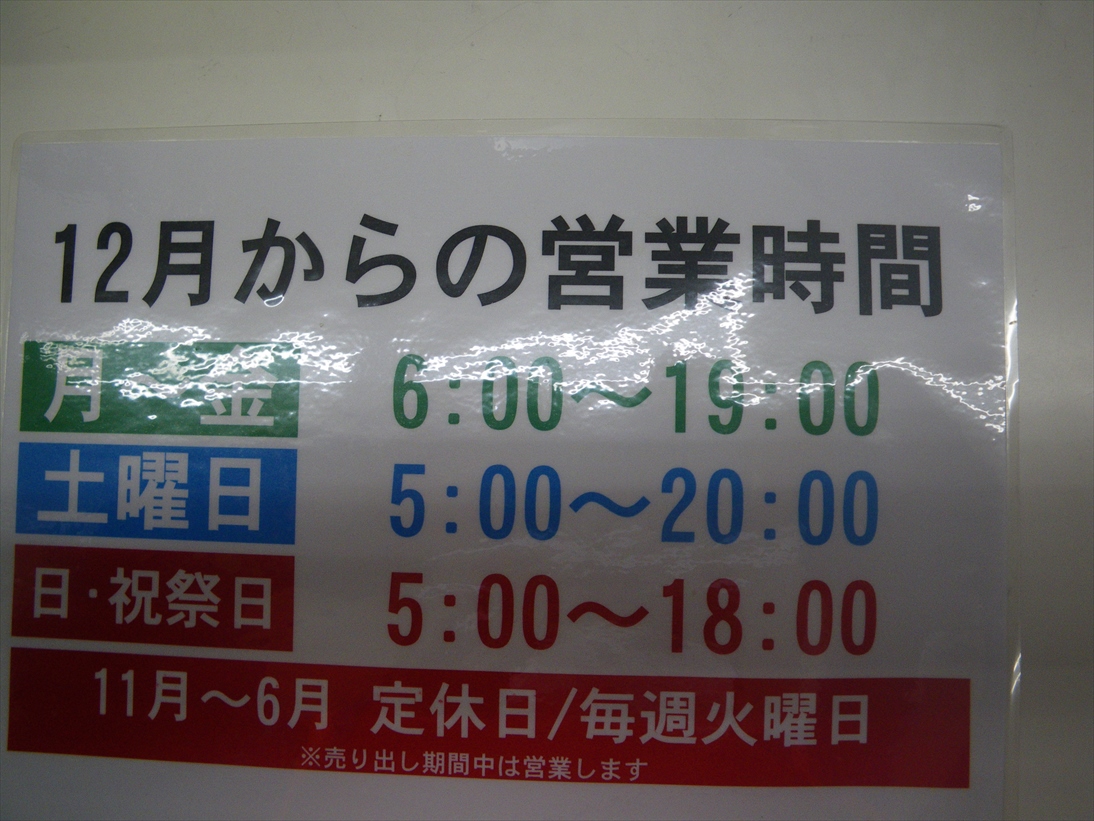 12月からの営業時間
月～金 6:00～19:00
土曜日 5:00～20:00
日・祝祭日 5:00～18:00
11月～6月 定休日/毎週火曜日
※売り出し期間中は営業します